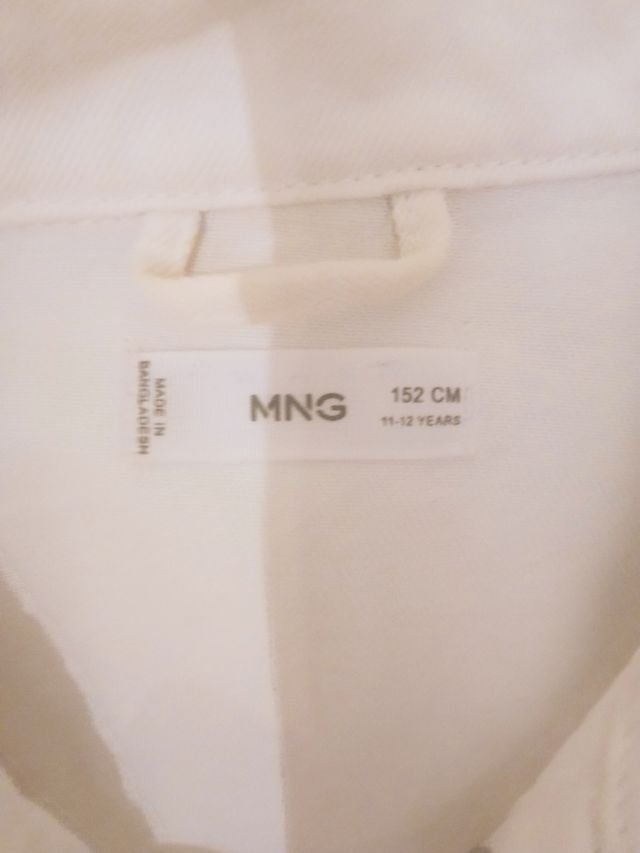 MADE IN
BANGLADESH
MNG
152 CM
11-12 YEARS